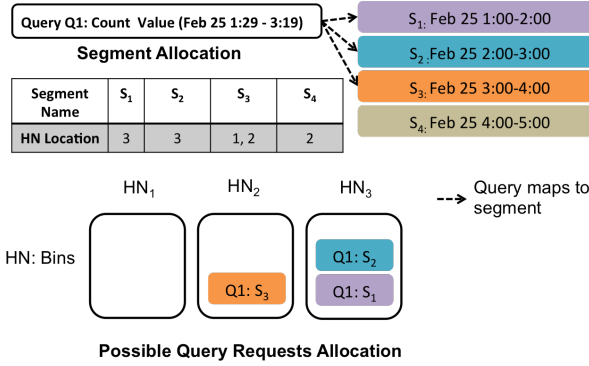 Query Q1: Count Value (Feb 25 1:29 - 3:19)
S1: Feb 25 1:00-2:00
S2 :Feb 25 2:00-3:00
S3: Feb 25 3:00-4:00
S4: Feb 25 4:00-5:00
Segment Allocation
Segment Name S1 S2 S3 S4
HN Location 3 3 1, 2 2
HN1 HN2 HN3
Query maps to
segment
HN: Bins
Q1: S2
Q1: S3
Q1: S1
Possible Query Requests Allocation